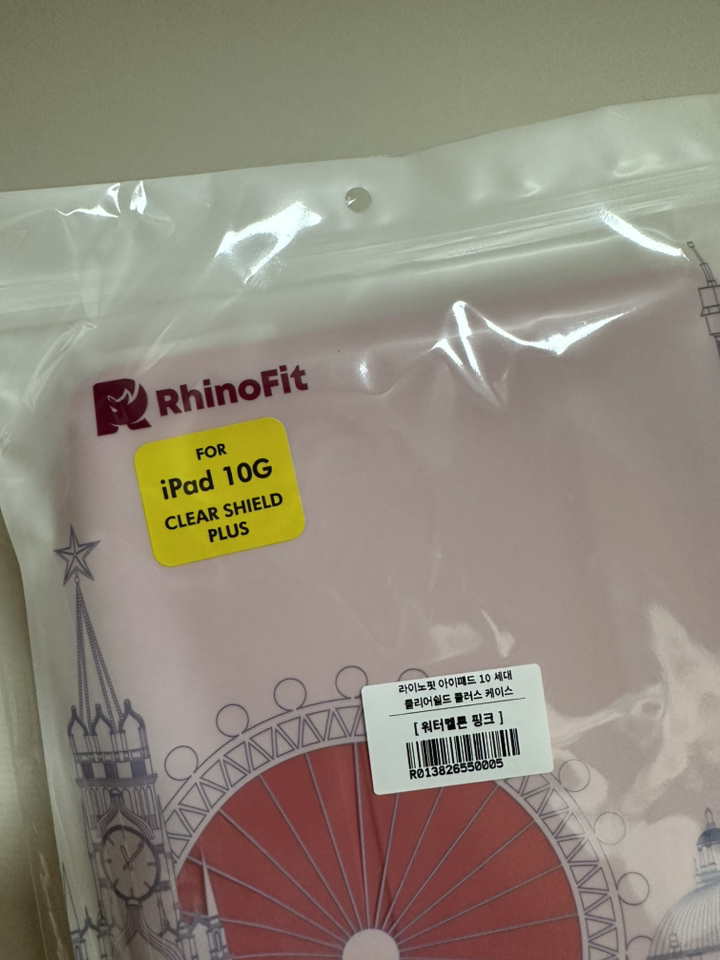 RhinoFit
FOR
iPad 10G
CLEAR SHIELD
PLUS
라이노핏 아이패드 10 세대
클리어쉴드 플러스 케이스
[ 워터멜론 핑크 ]
R013826550005